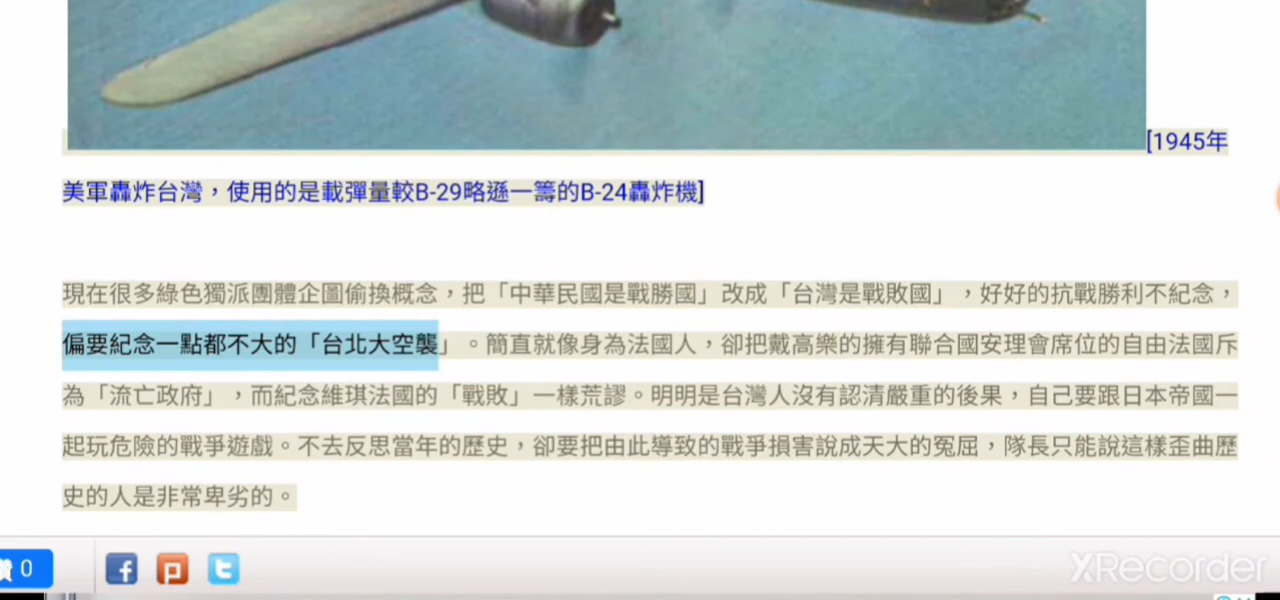 [1945年
美軍轟炸台灣，使用的是載彈量較B-29略遜一籌的B-24轟炸機]
現在很多綠色獨派團體企圖偷換概念，把「中華民國是戰勝國」改成「台灣是戰敗國」，好好的抗戰勝利不紀念，
偏要紀念一點都不大的「台北大空襲」。簡直就像身為法國人，卻把戴高樂的擁有聯合國安理會席位的自由法國斥
為「流亡政府」，而紀念維琪法國的「戰敗」一樣荒謬。明明是台灣人沒有認清嚴重的後果，自己要跟日本帝國一
起玩危險的戰爭遊戲。不去反思當年的歷史，卻要把由此導致的戰爭損害說成天大的冤屈，隊長只能說這樣歪曲歷
史的人是非常卑劣的。
0
XRecorder